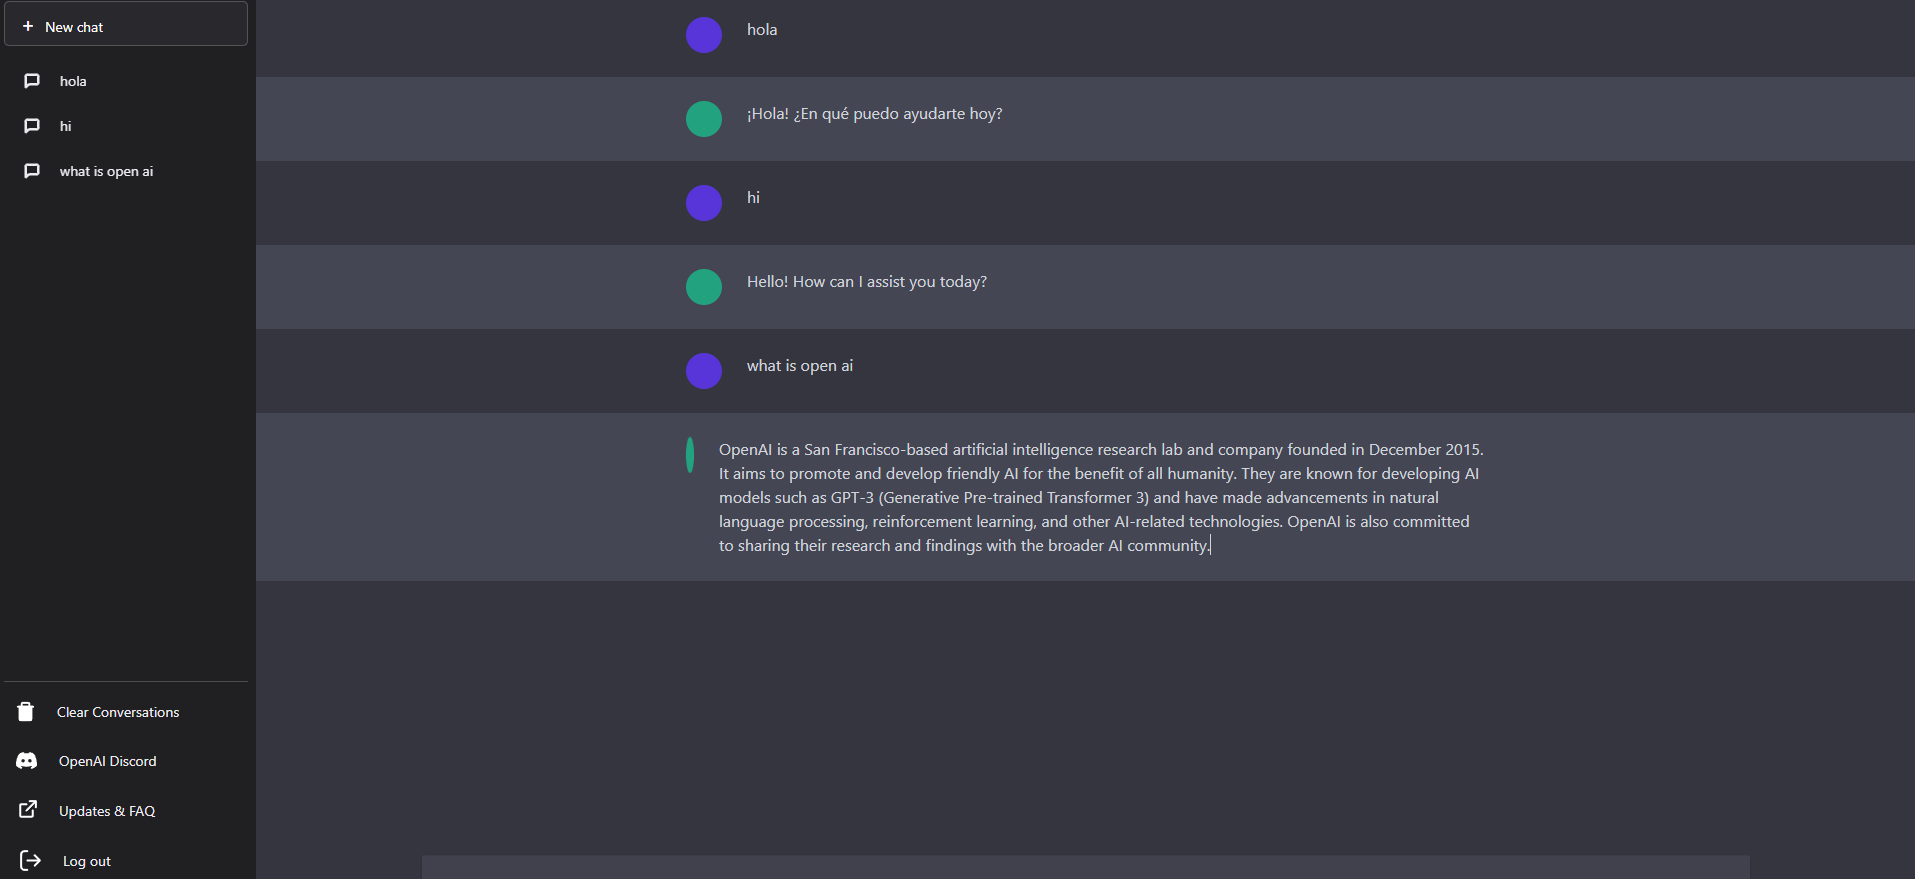 + New chat
hola
hi
what is open ai
Clear Conversations
OpenAI Discord
Updates & FAQ
Log out
hola
¡Hola! ¿En qué puedo ayudarte hoy?
hi
Hello! How can I assist you today?
what is open ai
OpenAI is a San Francisco-based artificial intelligence research lab and company founded in December 2015.
It aims to promote and develop friendly AI for the benefit of all humanity. They are known for developing AI
models such as GPT-3 (Generative Pre-trained Transformer 3) and have made advancements in natural
language processing, reinforcement learning, and other AI-related technologies. OpenAI is also committed
to sharing their research and findings with the broader AI community.